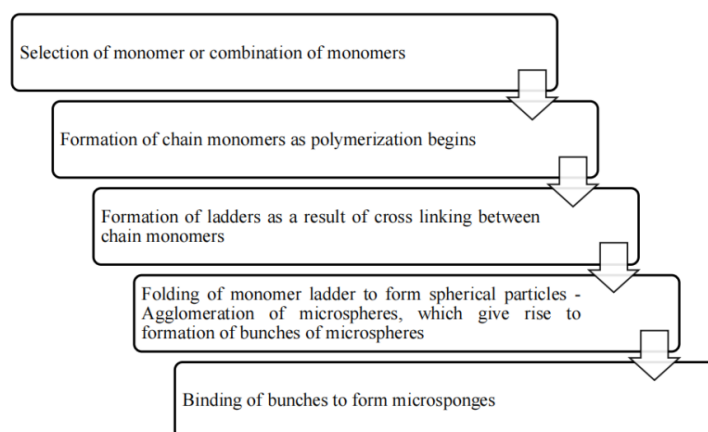 Selection of monomer or combination of monomers
Formation of chain monomers as polymerization begins
Formation of ladders as a result of cross linking between
chain monomers
Folding of monomer ladder to form spherical particles -
Agglomeration of microspheres, which give rise to
formation of bunches of microspheres
Binding of bunches to form microsponges